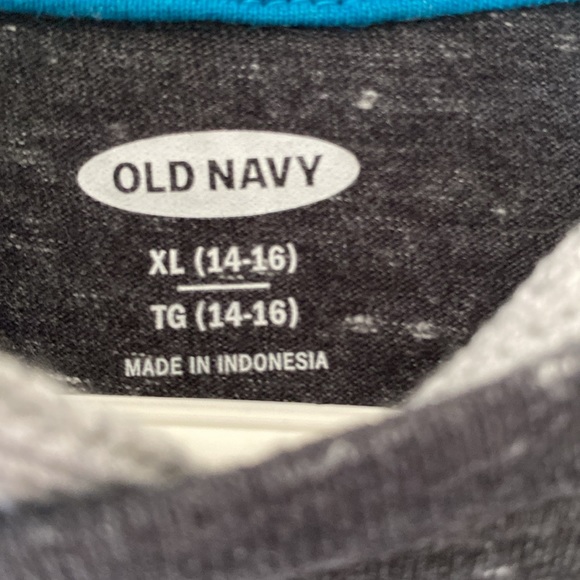 OLD NAVY
XL (14-16)
TG (14-16)
MADE IN INDONESIA